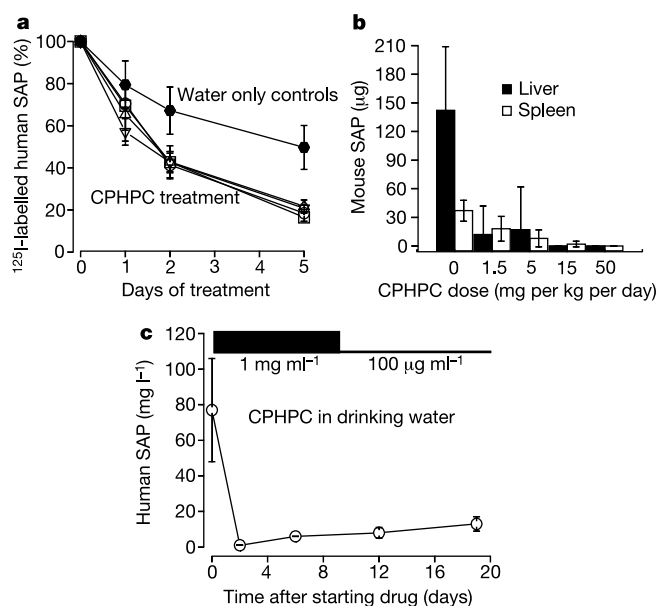 a
100
80
60
40
20
0
¹²⁵I-labelled human SAP (%)
Water only controls
CPHPC treatment
0 1 2 3 4 5
Days of treatment
b
210
180
150
120
90
60
30
0
Mouse SAP (µg)
Liver
Spleen
0 1.5 5 15 50
CPHPC dose (mg per kg per day)
c
120
100
80
60
40
20
0
Human SAP (mg l⁻¹)
1 mg ml⁻¹ 100 µg ml⁻¹
CPHPC in drinking water
0 4 8 12 16 20
Time after starting drug (days)